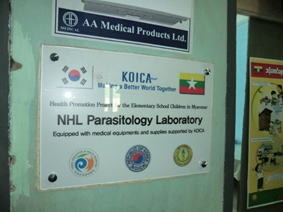 AA Medical Products Ltd.
KOICA
Better World Together
Health Promotion Project for the Elementary School Children in Myanmar
NHL Parasitology Laboratory
Equipped with medical equipments and supplies supported by KOICA